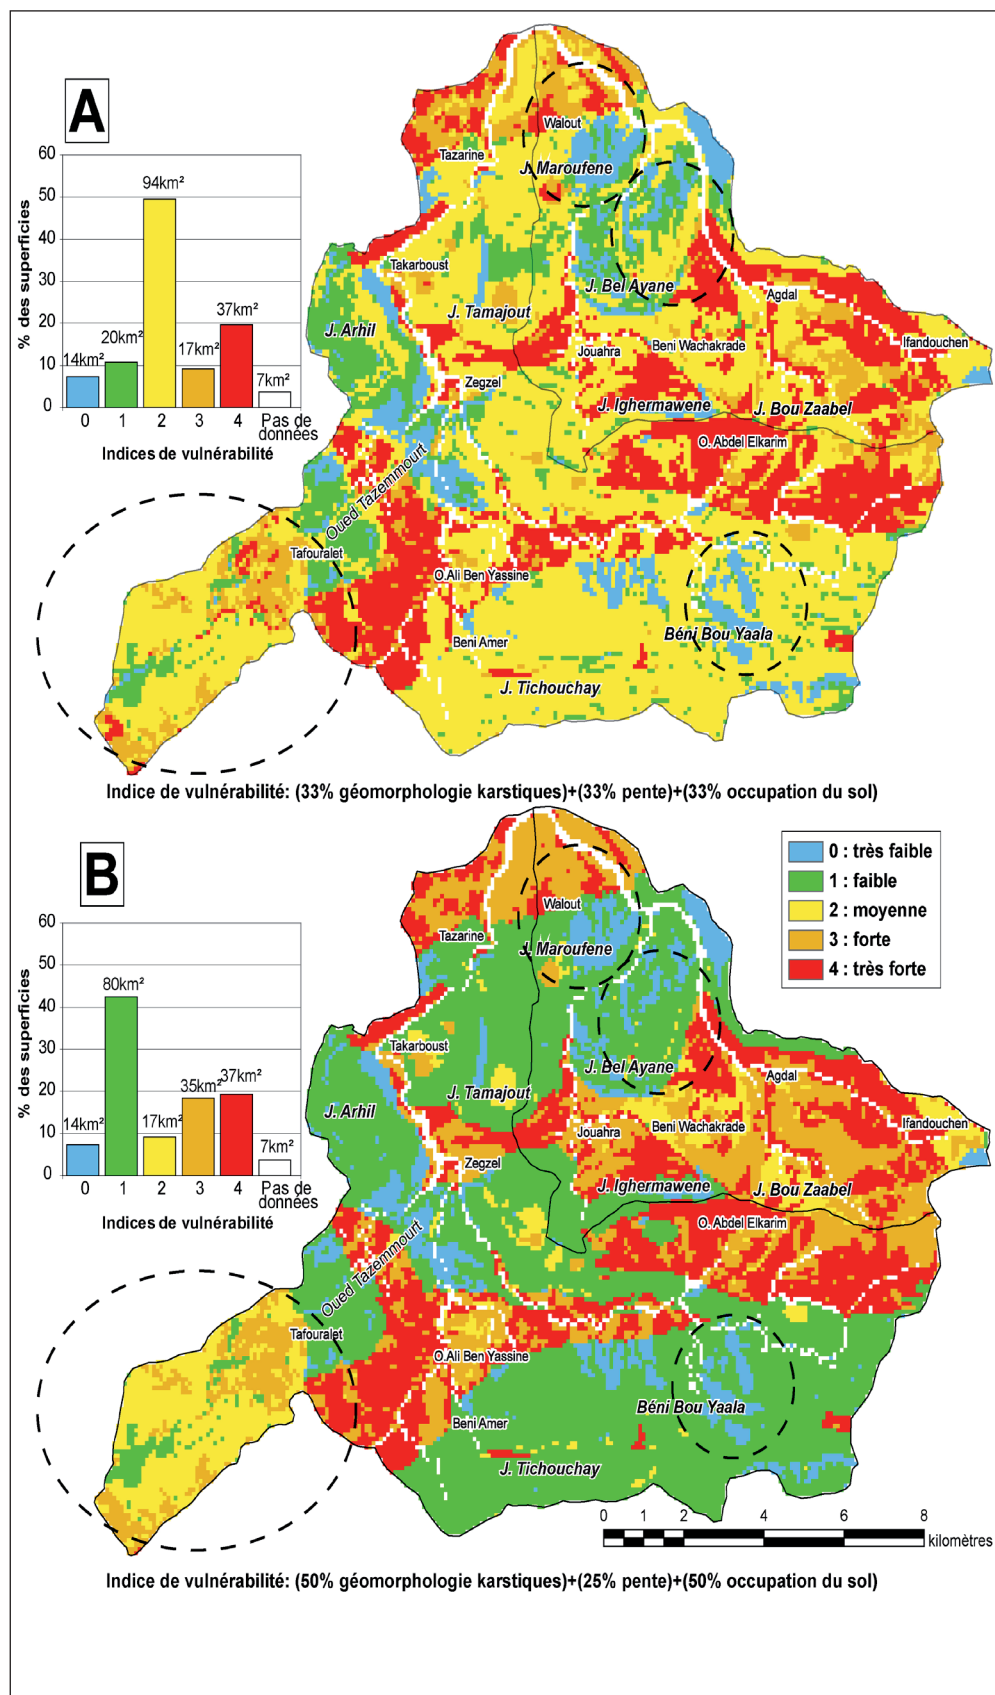 A
% des superficies
60
50
40
30
20
10
0
14km²
20km²
94km²
17km²
37km²
7km²
0
1
2
3
4
Pas de
données
Indices de vulnérabilité
Walout
Tazarine
J. Maroufene
Takarboust
J. Bel Ayane
Agdal
J. Tamajout
J. Arhil
Ifandouchen
Jouahra
Beni Wachakrade
Zegzel
J. Ighermawene
J. Bou Zaabel
O. Abdel Elkarim
Oued Tazemmourt
Tafouralet
O.Ali Ben Yassine
Beni Amer
Béni Bou Yaala
J. Tichouchay
Indice de vulnérabilité: (33% géomorphologie karstiques)+(33% pente)+(33% occupation du sol)
B
0 : très faible
1 : faible
2 : moyenne
3 : forte
4 : très forte
% des superficies
60
50
40
30
20
10
0
14km²
80km²
17km²
35km²
37km²
7km²
0
1
2
3
4
Pas de
données
Indices de vulnérabilité
Walout
Tazarine
J. Maroufene
Takarboust
J. Bel Ayane
Agdal
J. Tamajout
J. Arhil
Ifandouchen
Jouahra
Beni Wachakrade
Zegzel
J. Ighermawene
J. Bou Zaabel
O. Abdel Elkarim
Oued Tazemmourt
Tafouralet
O.Ali Ben Yassine
Beni Amer
Béni Bou Yaala
J. Tichouchay
0 1 2 4 6 8
kilomètres
Indice de vulnérabilité: (50% géomorphologie karstiques)+(25% pente)+(50% occupation du sol)